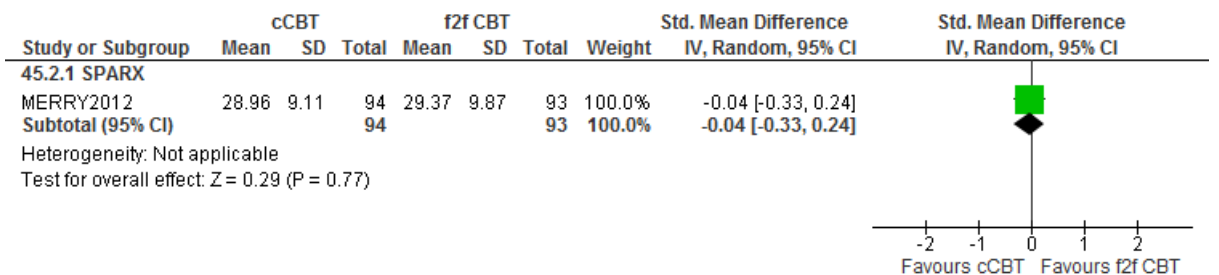 cCBT f2f CBT Std. Mean Difference Std. Mean Difference
Study or Subgroup Mean SD Total Mean SD Total Weight IV, Random, 95% CI IV, Random, 95% CI
45.2.1 SPARX
MERRY2012 28.96 9.11 94 29.37 9.87 93 100.0% -0.04 [-0.33, 0.24]
Subtotal (95% CI) 94 93 100.0% -0.04 [-0.33, 0.24]
Heterogeneity: Not applicable
Test for overall effect: Z = 0.29 (P = 0.77)
-2 -1 0 1 2
Favours cCBT Favours f2f CBT